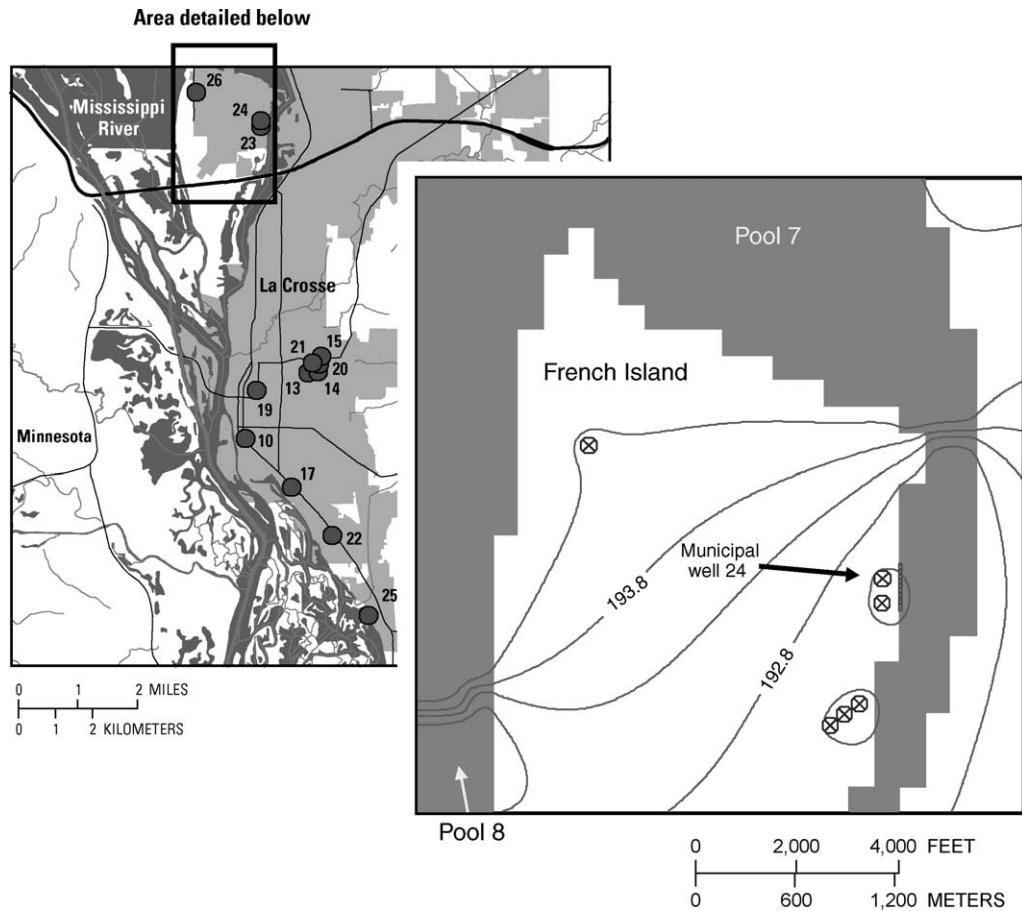 Area detailed below
26
Mississippi
River
24
23
La Crosse
15
21
20
13
14
19
Minnesota
10
17
22
25
0 1 2 MILES
0 1 2 KILOMETERS
Pool 7
French Island
Municipal
well 24
193.8
192.8
Pool 8
0 2,000 4,000 FEET
0 600 1,200 METERS